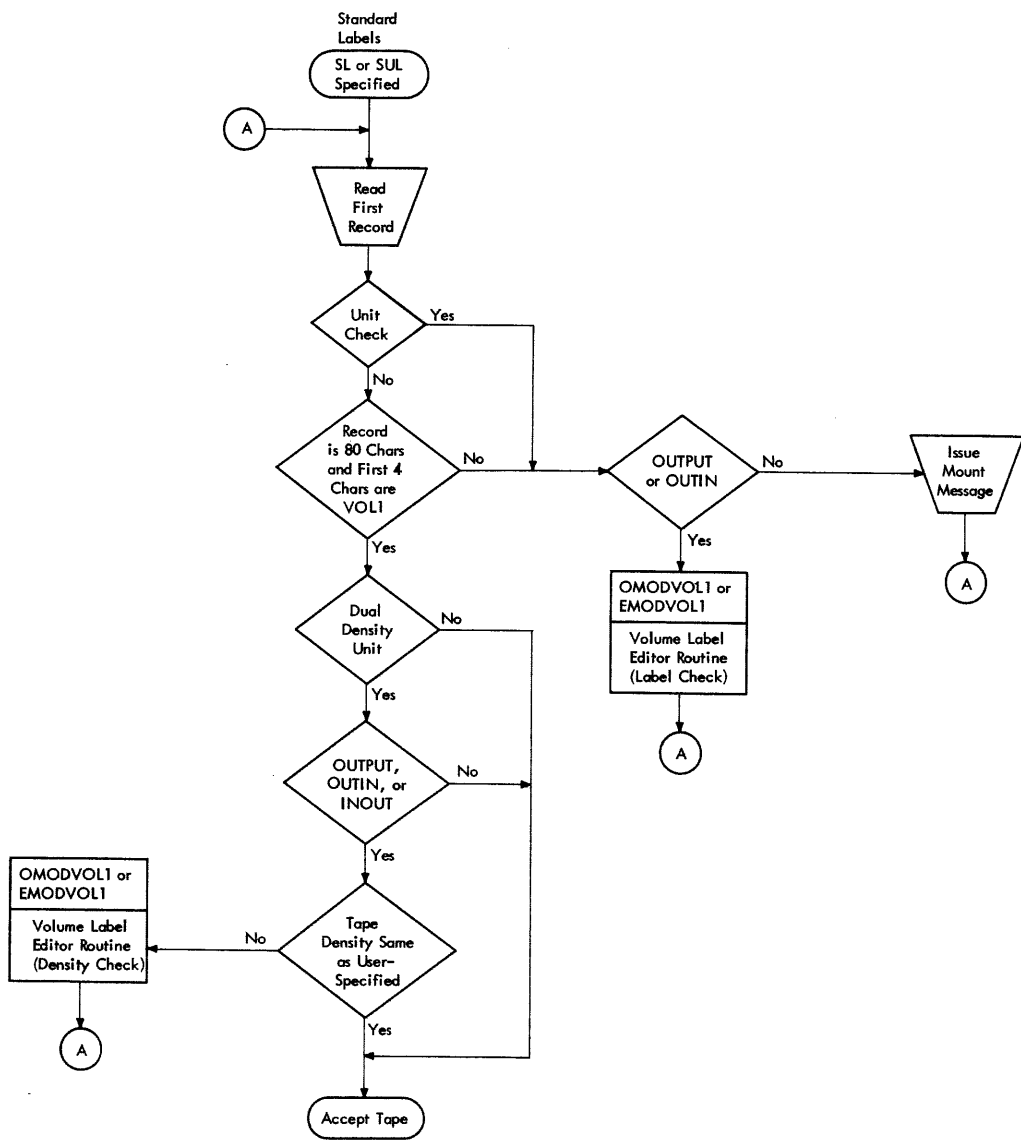 Standard
Labels
SL or SUL
Specified
A
Read
First
Record
Unit
Check
Yes
No
Record
is 80 Chars
and First 4
Chars are
VOL1
No
Yes
OUTPUT
or OUTIN
No
Yes
Issue
Mount
Message
A
OMODVOL1 or
EMODVOL1
Volume Label
Editor Routine
(Label Check)
A
Dual
Density
Unit
No
Yes
OUTPUT,
OUTIN, or
INOUT
No
Yes
Tape
Density Same
as User-
Specified
No
Yes
OMODVOL1 or
EMODVOL1
Volume Label
Editor Routine
(Density Check)
A
Accept Tape